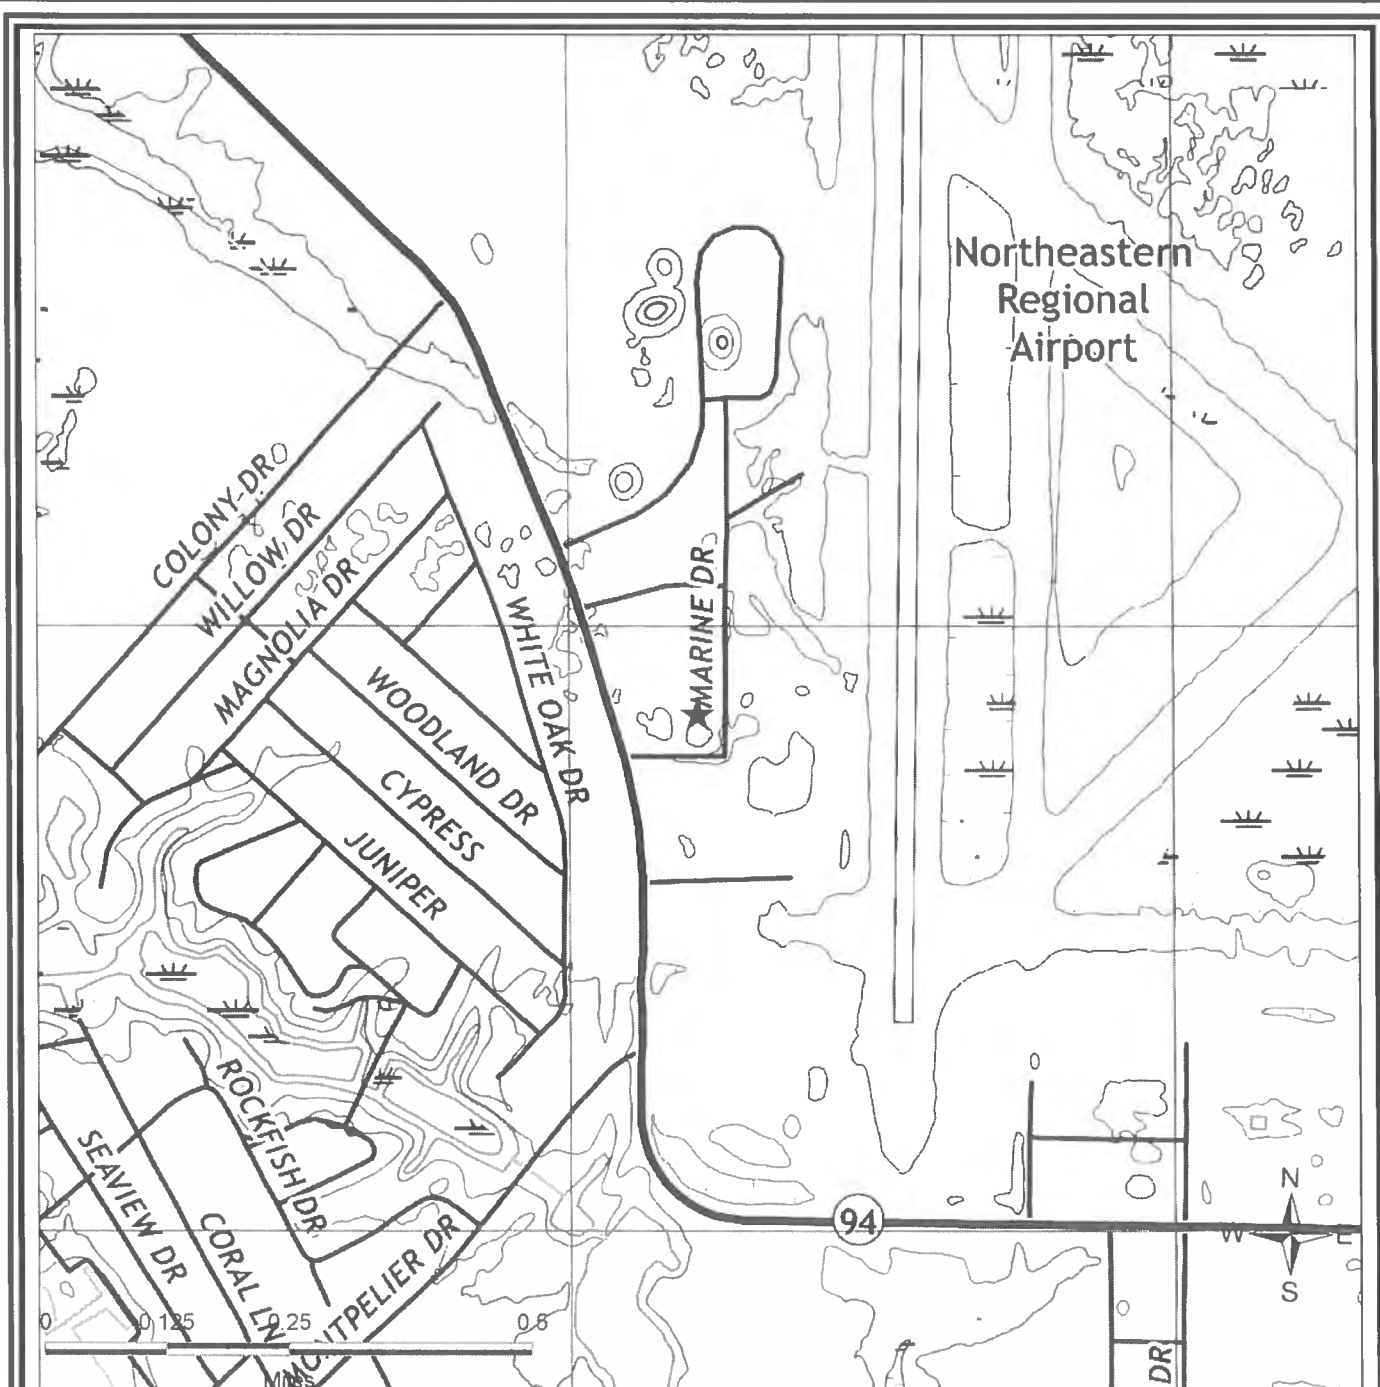 Northeastern
Regional
Airport
COLONY DR
WILLOW DR
MAGNOLIA DR
WHITE OAK DR
MARINE DR
WOODLAND DR
CYPRESS
JUNIPER
ROCKFISH DR
SEAVIEW DR
CORAL LN
MONTPELIER DR
94
N
W
E
S
0 0.125 0.25 0.5
Miles
DR